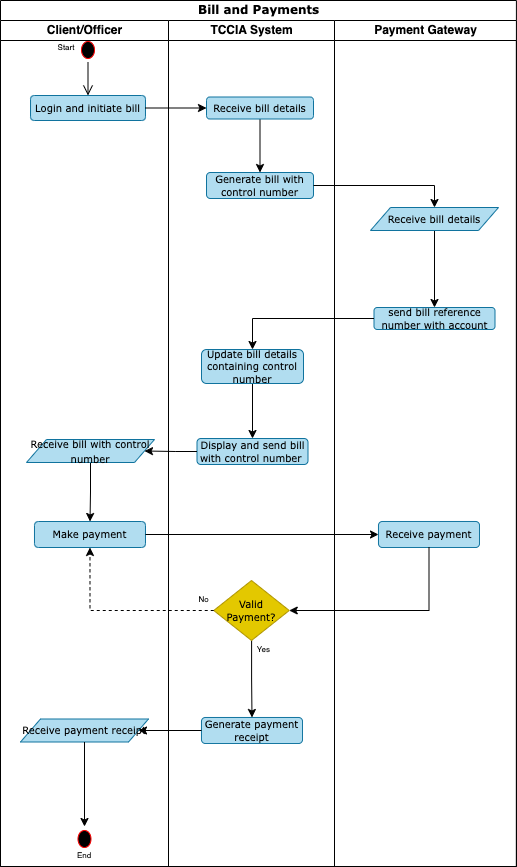 Bill and Payments
Client/Officer
TCCIA System
Payment Gateway
Start
Login and initiate bill
Receive bill details
Generate bill with
control number
Receive bill details
send bill reference
number with account
Update bill details
containing control
number
Receive bill with control
number
Display and send bill
with control number
Make payment
Receive payment
No
Valid
Payment?
Yes
Receive payment receipt
Generate payment
receipt
End